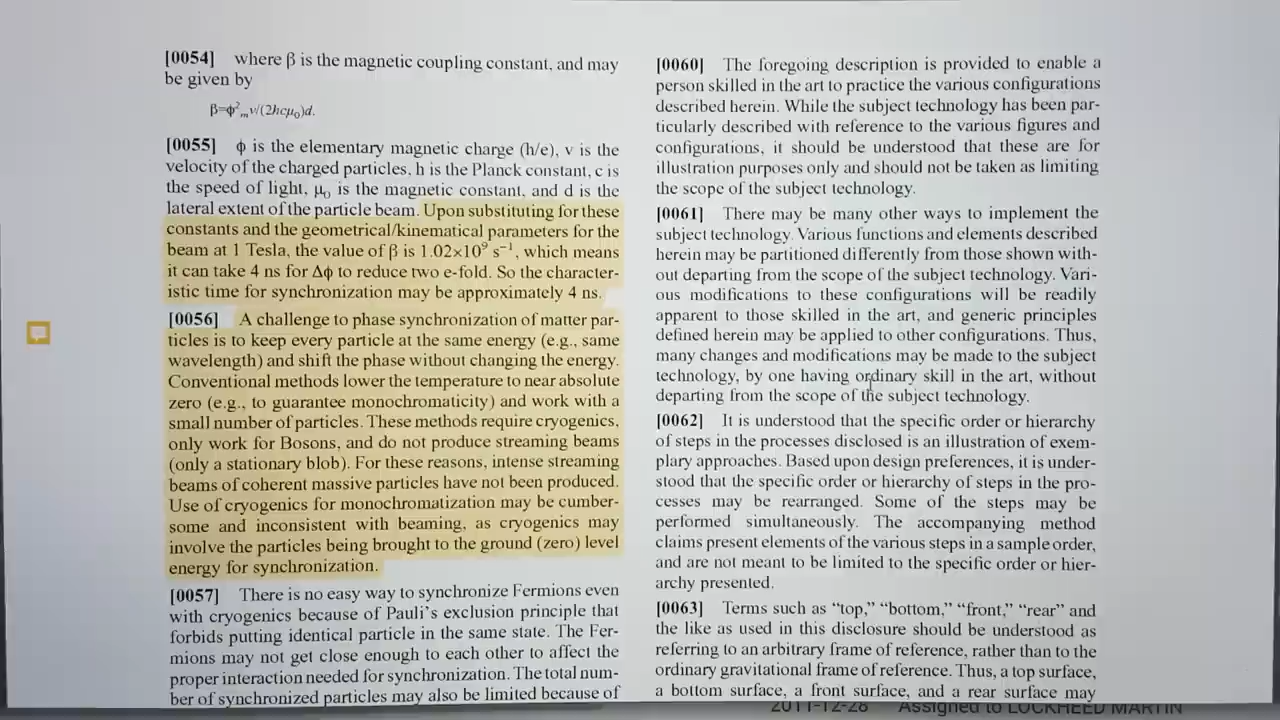 [0054] where β is the magnetic coupling constant, and may
be given by
β=ϕ²ₘv/(2hcμ₀)d.
[0055] ϕ is the elementary magnetic charge (h/e), v is the
velocity of the charged particles, h is the Planck constant, c is
the speed of light, μ₀ is the magnetic constant, and d is the
lateral extent of the particle beam. Upon substituting for these
constants and the geometrical/kinematical parameters for the
beam at 1 Tesla, the value of β is 1.02×10⁹ s⁻¹, which means
it can take 4 ns for Δϕ to reduce two e-fold. So the character-
istic time for synchronization may be approximately 4 ns.
[0056] A challenge to phase synchronization of matter par-
ticles is to keep every particle at the same energy (e.g., same
wavelength) and shift the phase without changing the energy.
Conventional methods lower the temperature to near absolute
zero (e.g., to guarantee monochromaticity) and work with a
small number of particles. These methods require cryogenics,
only work for Bosons, and do not produce streaming beams
(only a stationary blob). For these reasons, intense streaming
beams of coherent massive particles have not been produced.
Use of cryogenics for monochromatization may be cumber-
some and inconsistent with beaming, as cryogenics may
involve the particles being brought to the ground (zero) level
energy for synchronization.
[0057] There is no easy way to synchronize Fermions even
with cryogenics because of Pauli's exclusion principle that
forbids putting identical particle in the same state. The Fer-
mions may not get close enough to each other to affect the
proper interaction needed for synchronization. The total num-
ber of synchronized particles may also be limited because of
[0060] The foregoing description is provided to enable a
person skilled in the art to practice the various configurations
described herein. While the subject technology has been par-
ticularly described with reference to the various figures and
configurations, it should be understood that these are for
illustration purposes only and should not be taken as limiting
the scope of the subject technology.
[0061] There may be many other ways to implement the
subject technology. Various functions and elements described
herein may be partitioned differently from those shown with-
out departing from the scope of the subject technology. Vari-
ous modifications to these configurations will be readily
apparent to those skilled in the art, and generic principles
defined herein may be applied to other configurations. Thus,
many changes and modifications may be made to the subject
technology, by one having ordinary skill in the art, without
departing from the scope of the subject technology.
[0062] It is understood that the specific order or hierarchy
of steps in the processes disclosed is an illustration of exem-
plary approaches. Based upon design preferences, it is under-
stood that the specific order or hierarchy of steps in the pro-
cesses may be rearranged. Some of the steps may be
performed simultaneously. The accompanying method
claims present elements of the various steps in a sample order,
and are not meant to be limited to the specific order or hier-
archy presented.
[0063] Terms such as “top,” “bottom,” “front,” “rear” and
the like as used in this disclosure should be understood as
referring to an arbitrary frame of reference, rather than to the
ordinary gravitational frame of reference. Thus, a top surface,
a bottom surface, a front surface, and a rear surface may
2011-12-28 Assigned to LOCKHEED MARTIN